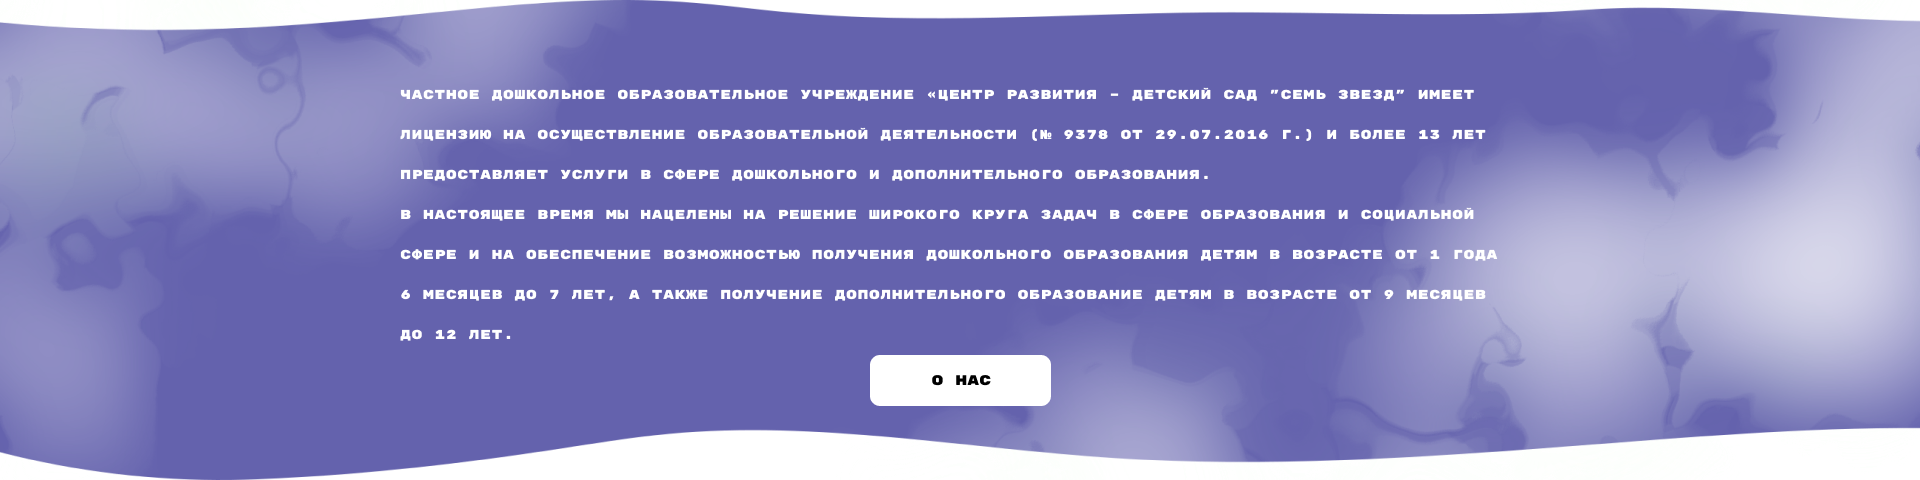 ЧАСТНОЕ ДОШКОЛЬНОЕ ОБРАЗОВАТЕЛЬНОЕ УЧРЕЖДЕНИЕ «ЦЕНТР РАЗВИТИЯ – ДЕТСКИЙ САД "СЕМЬ ЗВЕЗД" ИМЕЕТ
ЛИЦЕНЗИЮ НА ОСУЩЕСТВЛЕНИЕ ОБРАЗОВАТЕЛЬНОЙ ДЕЯТЕЛЬНОСТИ (№ 9378 ОТ 29.07.2016 Г.) И БОЛЕЕ 13 ЛЕТ
ПРЕДОСТАВЛЯЕТ УСЛУГИ В СФЕРЕ ДОШКОЛЬНОГО И ДОПОЛНИТЕЛЬНОГО ОБРАЗОВАНИЯ.
В НАСТОЯЩЕЕ ВРЕМЯ МЫ НАЦЕЛЕНЫ НА РЕШЕНИЕ ШИРОКОГО КРУГА ЗАДАЧ В СФЕРЕ ОБРАЗОВАНИЯ И СОЦИАЛЬНОЙ
СФЕРЕ И НА ОБЕСПЕЧЕНИЕ ВОЗМОЖНОСТЬЮ ПОЛУЧЕНИЯ ДОШКОЛЬНОГО ОБРАЗОВАНИЯ ДЕТЯМ В ВОЗРАСТЕ ОТ 1 ГОДА
6 МЕСЯЦЕВ ДО 7 ЛЕТ, А ТАКЖЕ ПОЛУЧЕНИЕ ДОПОЛНИТЕЛЬНОГО ОБРАЗОВАНИЕ ДЕТЯМ В ВОЗРАСТЕ ОТ 9 МЕСЯЦЕВ
ДО 12 ЛЕТ.
О НАС